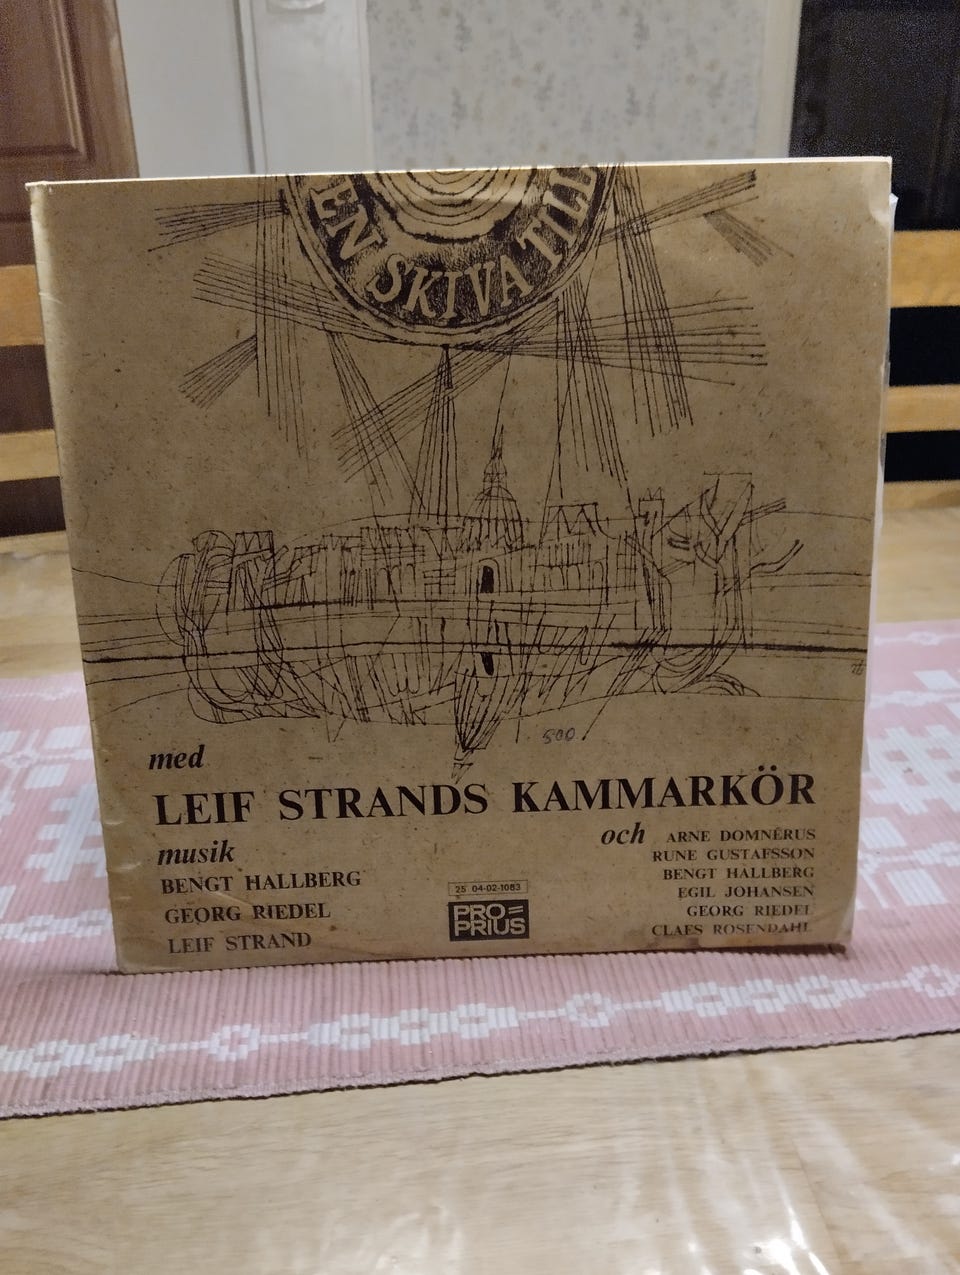 EN SKIVA TILL
500
med
LEIF STRANDS KAMMARKÖR
musik
BENGT HALLBERG
GEORG RIEDEL
LEIF STRAND
25 04-02-1083
PRO=
PRIUS
och ARNE DOMNÉRUS
RUNE GUSTAFSSON
BENGT HALLBERG
EGIL JOHANSEN
GEORG RIEDEL
CLAES ROSENDAHL